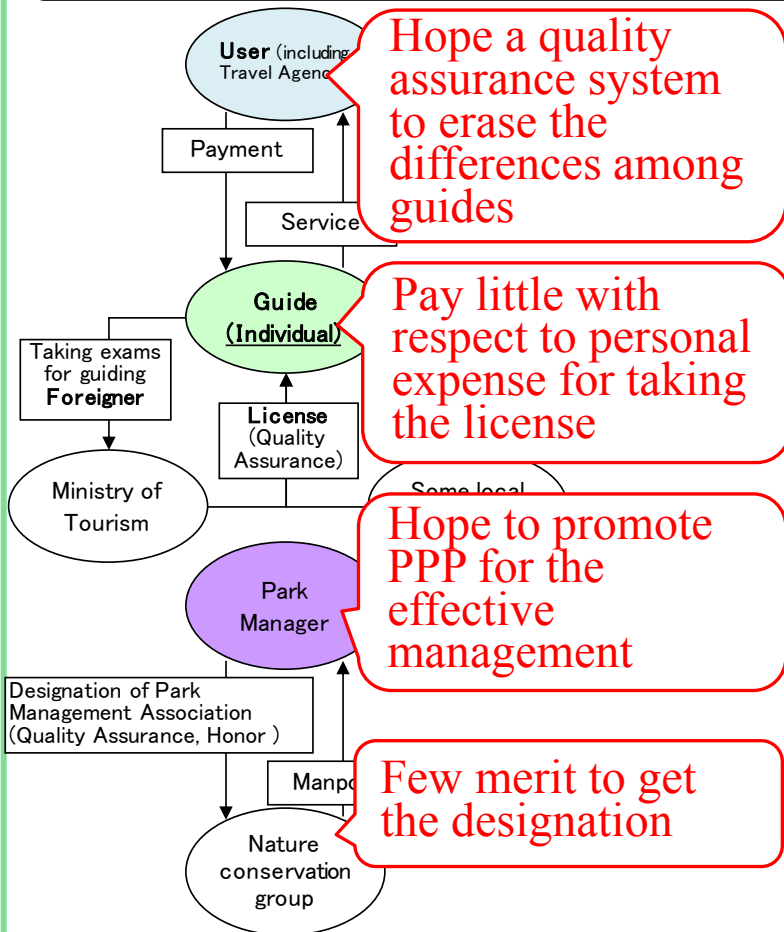 User (including
Travel Agenc
Hope a quality
assurance system
to erase the
differences among
guides
Payment
Service
Guide
(Individual)
Pay little with
respect to personal
expense for taking
the license
Taking exams
for guiding
Foreigner
License
(Quality
Assurance)
Ministry of
Tourism
Some local
Hope to promote
PPP for the
effective
management
Park
Manager
Designation of Park
Management Association
(Quality Assurance, Honor )
Few merit to get
the designation
Nature
conservation
group